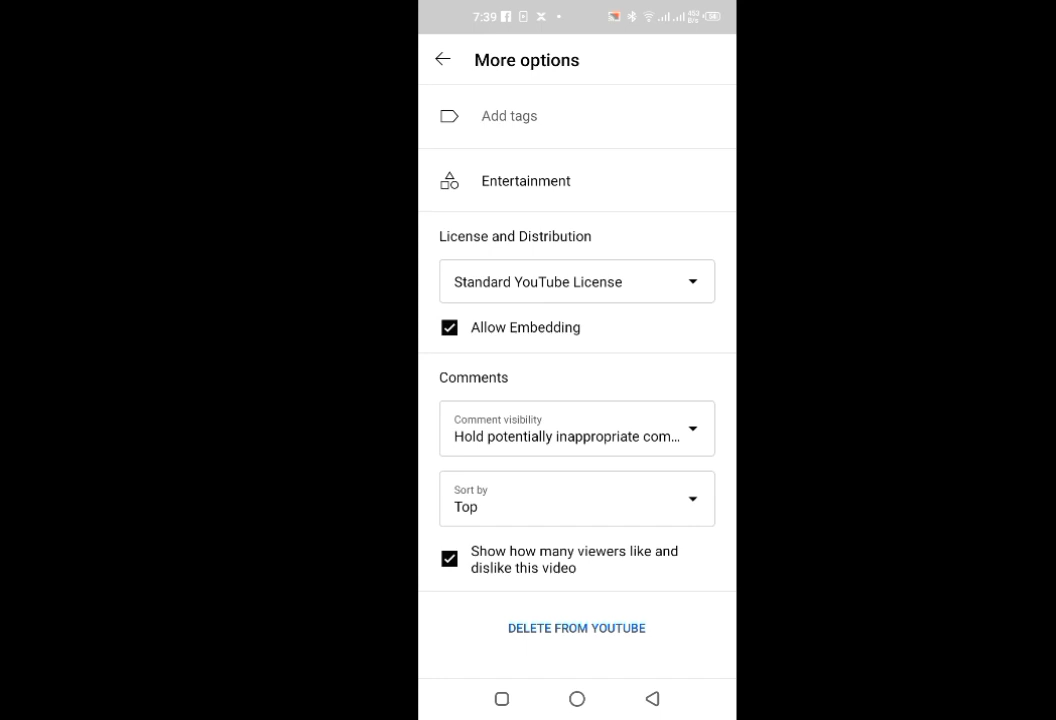 7:39
More options
Add tags
Entertainment
License and Distribution
Standard YouTube License
Allow Embedding
Comments
Comment visibility
Hold potentially inappropriate com...
Sort by
Top
Show how many viewers like and
dislike this video
DELETE FROM YOUTUBE